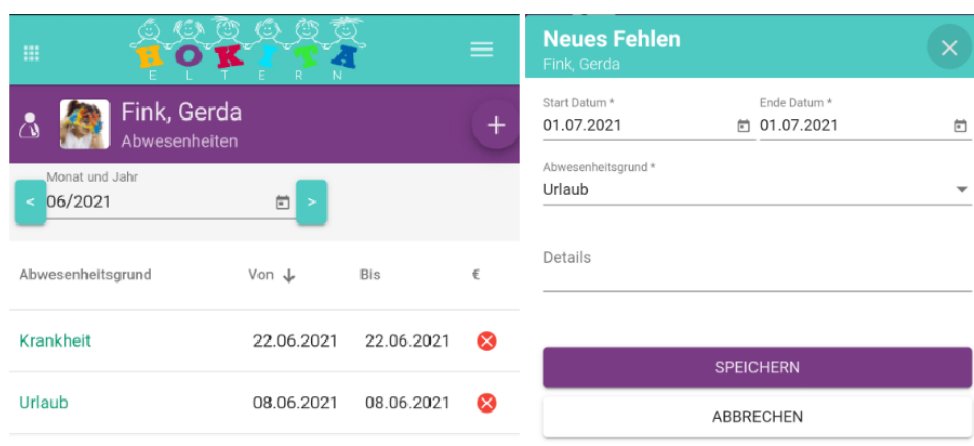 HOKITA
ELTERN
Fink, Gerda
Abwesenheiten
+
Monat und Jahr
< 06/2021 >
Abwesenheitsgrund Von ↓ Bis €
Krankheit 22.06.2021 22.06.2021
Urlaub 08.06.2021 08.06.2021
Neues Fehlen
Fink, Gerda
Start Datum * Ende Datum *
01.07.2021 01.07.2021
Abwesenheitsgrund *
Urlaub
Details
SPEICHERN
ABBRECHEN